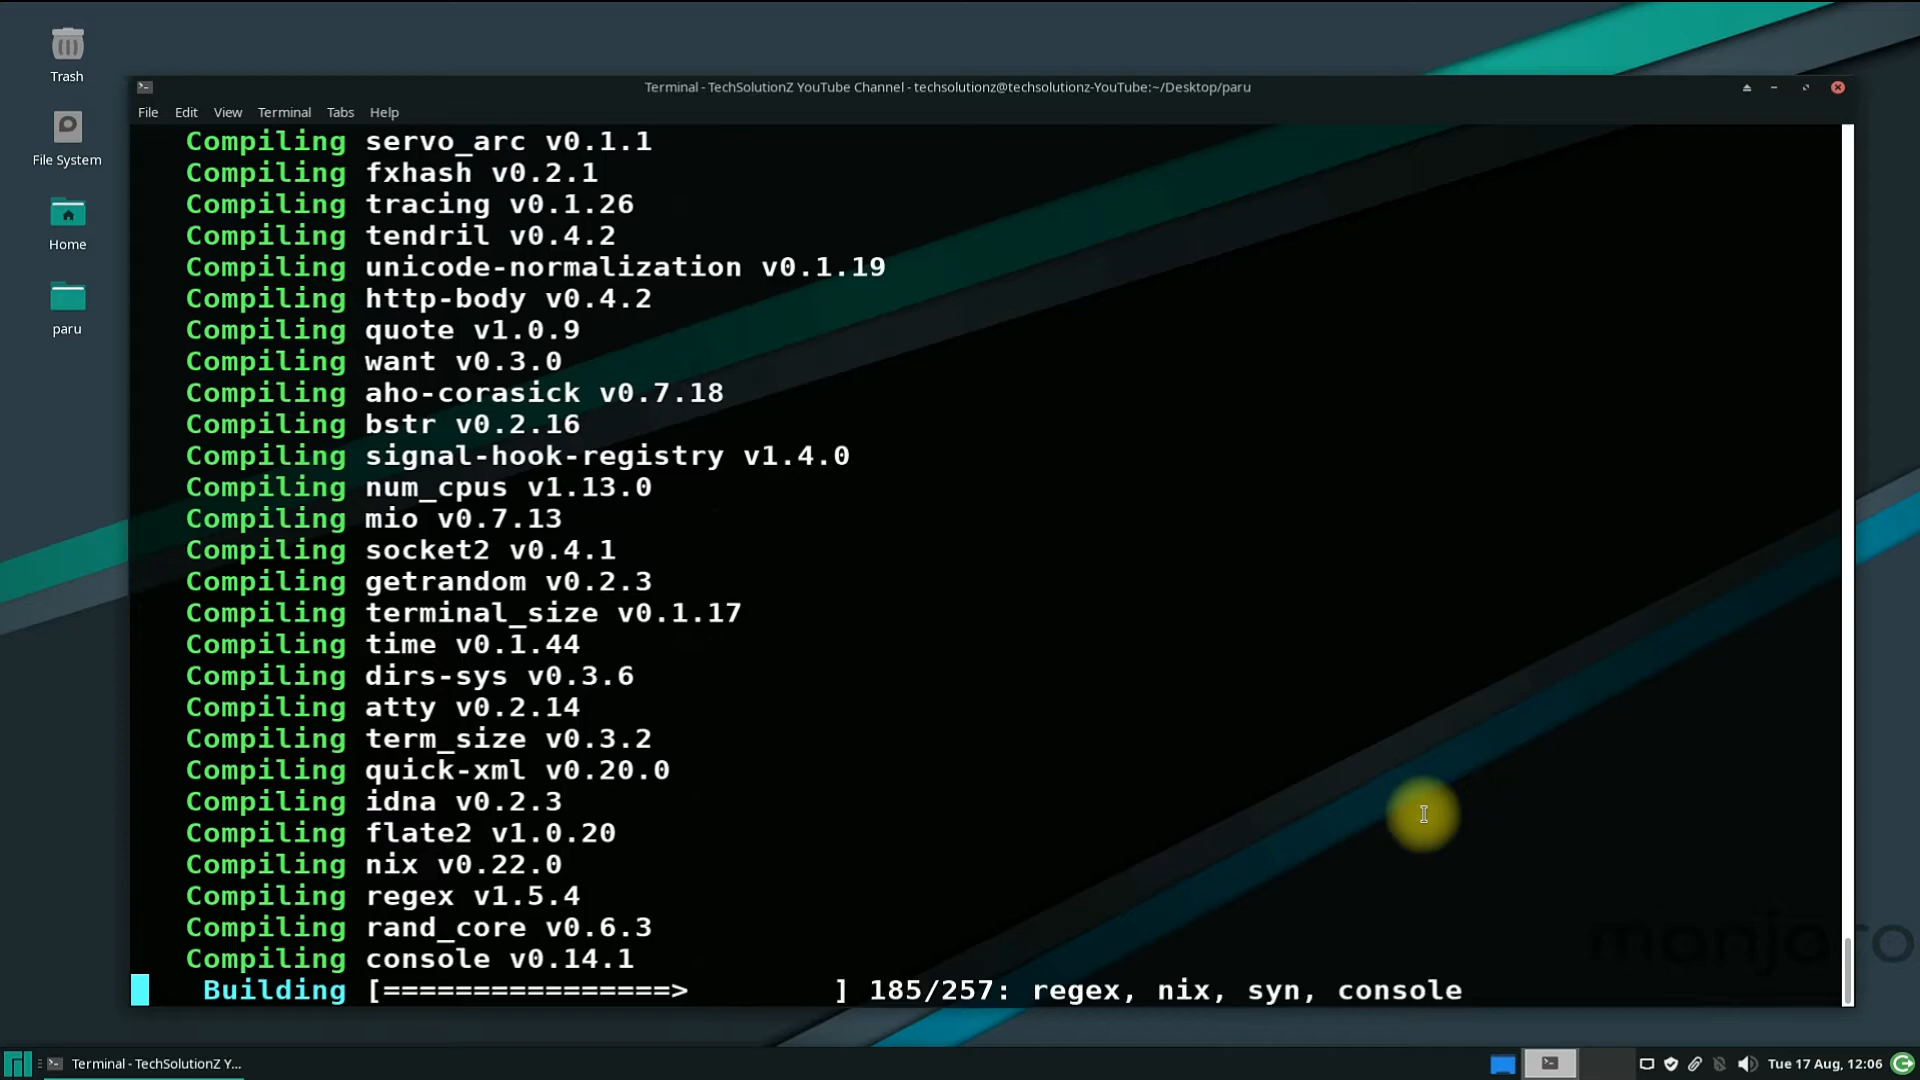 Trash
File System
Home
paru
Terminal - TechSolutionZ YouTube Channel - techsolutionz@techsolutionz-YouTube:~/Desktop/paru
File Edit View Terminal Tabs Help
Compiling servo_arc v0.1.1
Compiling fxhash v0.2.1
Compiling tracing v0.1.26
Compiling tendril v0.4.2
Compiling unicode-normalization v0.1.19
Compiling http-body v0.4.2
Compiling quote v1.0.9
Compiling want v0.3.0
Compiling aho-corasick v0.7.18
Compiling bstr v0.2.16
Compiling signal-hook-registry v1.4.0
Compiling num_cpus v1.13.0
Compiling mio v0.7.13
Compiling socket2 v0.4.1
Compiling getrandom v0.2.3
Compiling terminal_size v0.1.17
Compiling time v0.1.44
Compiling dirs-sys v0.3.6
Compiling atty v0.2.14
Compiling term_size v0.3.2
Compiling quick-xml v0.20.0
Compiling idna v0.2.3
Compiling flate2 v1.0.20
Compiling nix v0.22.0
Compiling regex v1.5.4
Compiling rand_core v0.6.3
Compiling console v0.14.1
Building [================>        ] 185/257: regex, nix, syn, console
manjaro
Terminal - TechSolutionZ Y...
Tue 17 Aug, 12:06